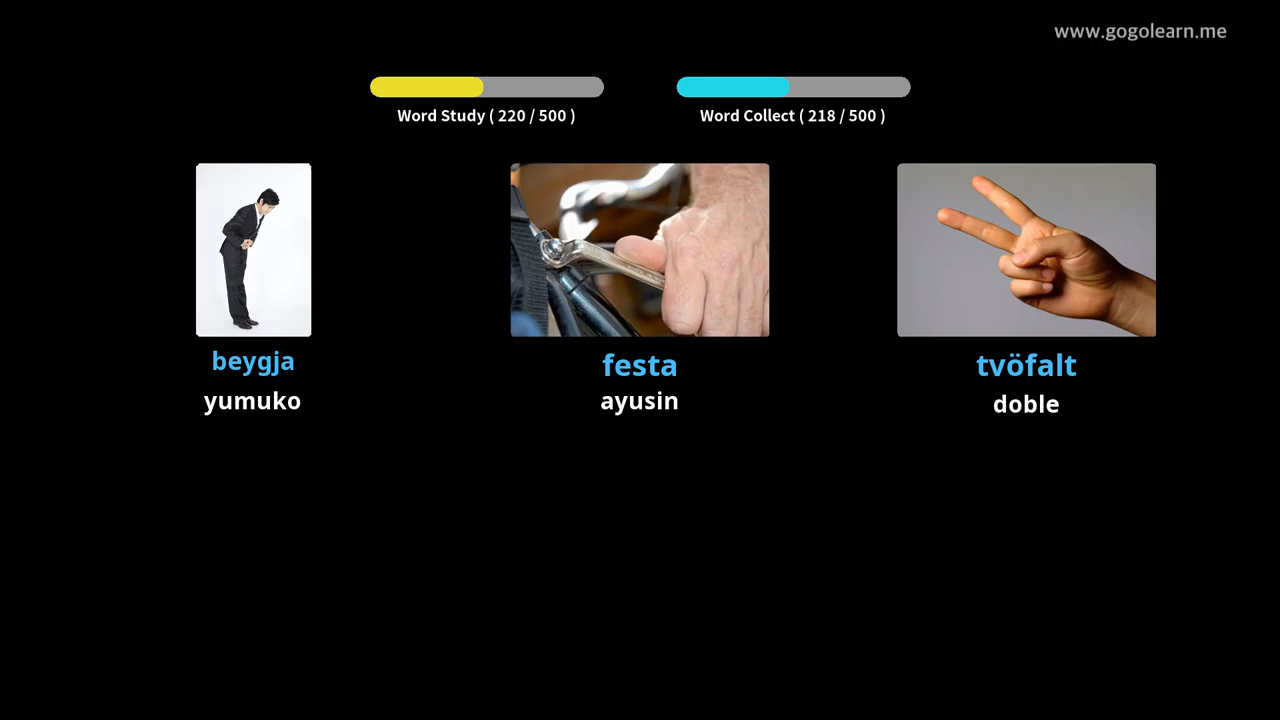 www.gogolearn.me
Word Study ( 220 / 500 )
Word Collect ( 218 / 500 )
beygja
festa
tvöfalt
yumuko
ayusin
doble